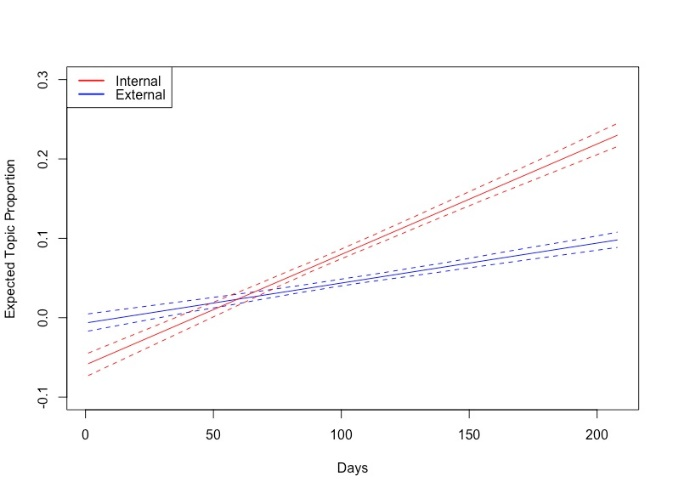 Internal
External
Expected Topic Proportion
0.3
0.2
0.1
0.0
-0.1
0 50 100 150 200
Days